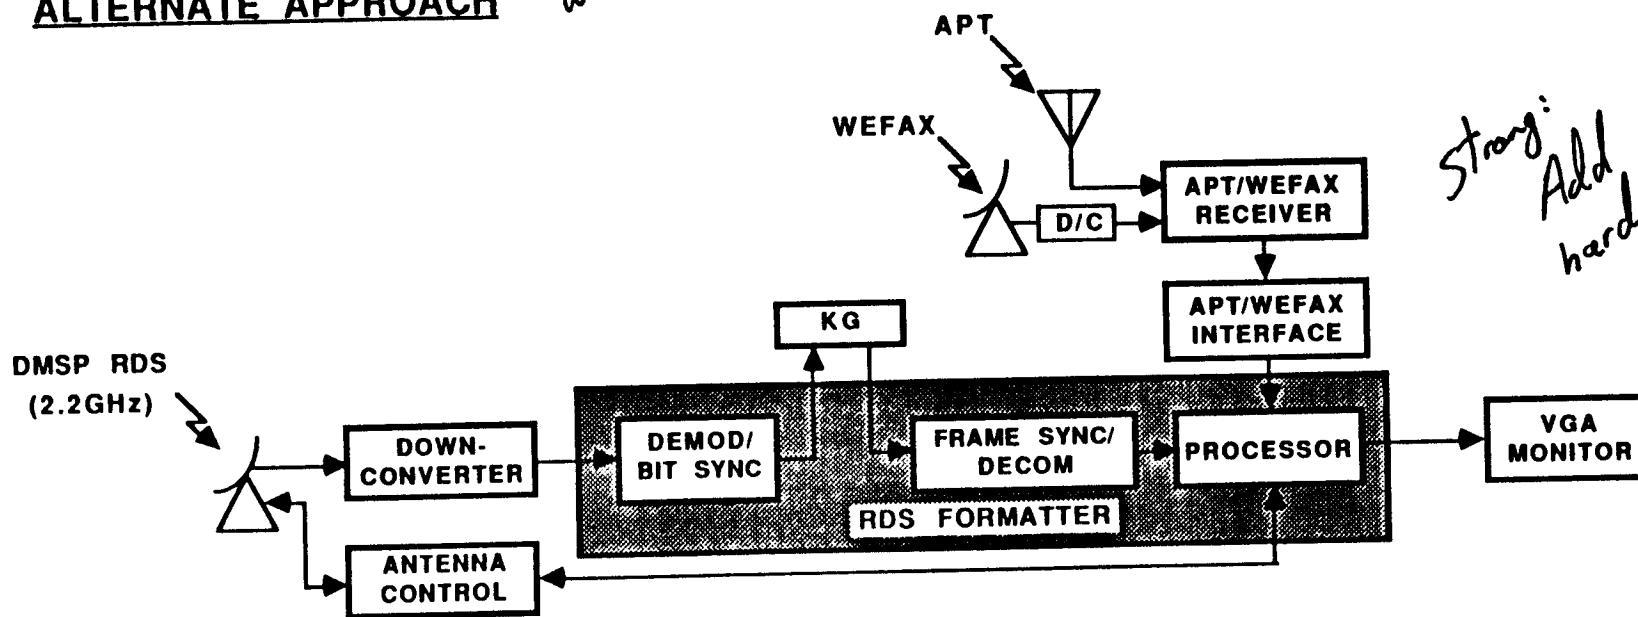 ALTERNATE APPROACH
APT
WEFAX
APT/WEFAX
RECEIVER
D/C
Strong:
Add
hard
APT/WEFAX
INTERFACE
KG
DMSP RDS
(2.2GHz)
DOWN-
CONVERTER
DEMOD/
BIT SYNC
FRAME SYNC/
DECOM
PROCESSOR
VGA
MONITOR
RDS FORMATTER
ANTENNA
CONTROL